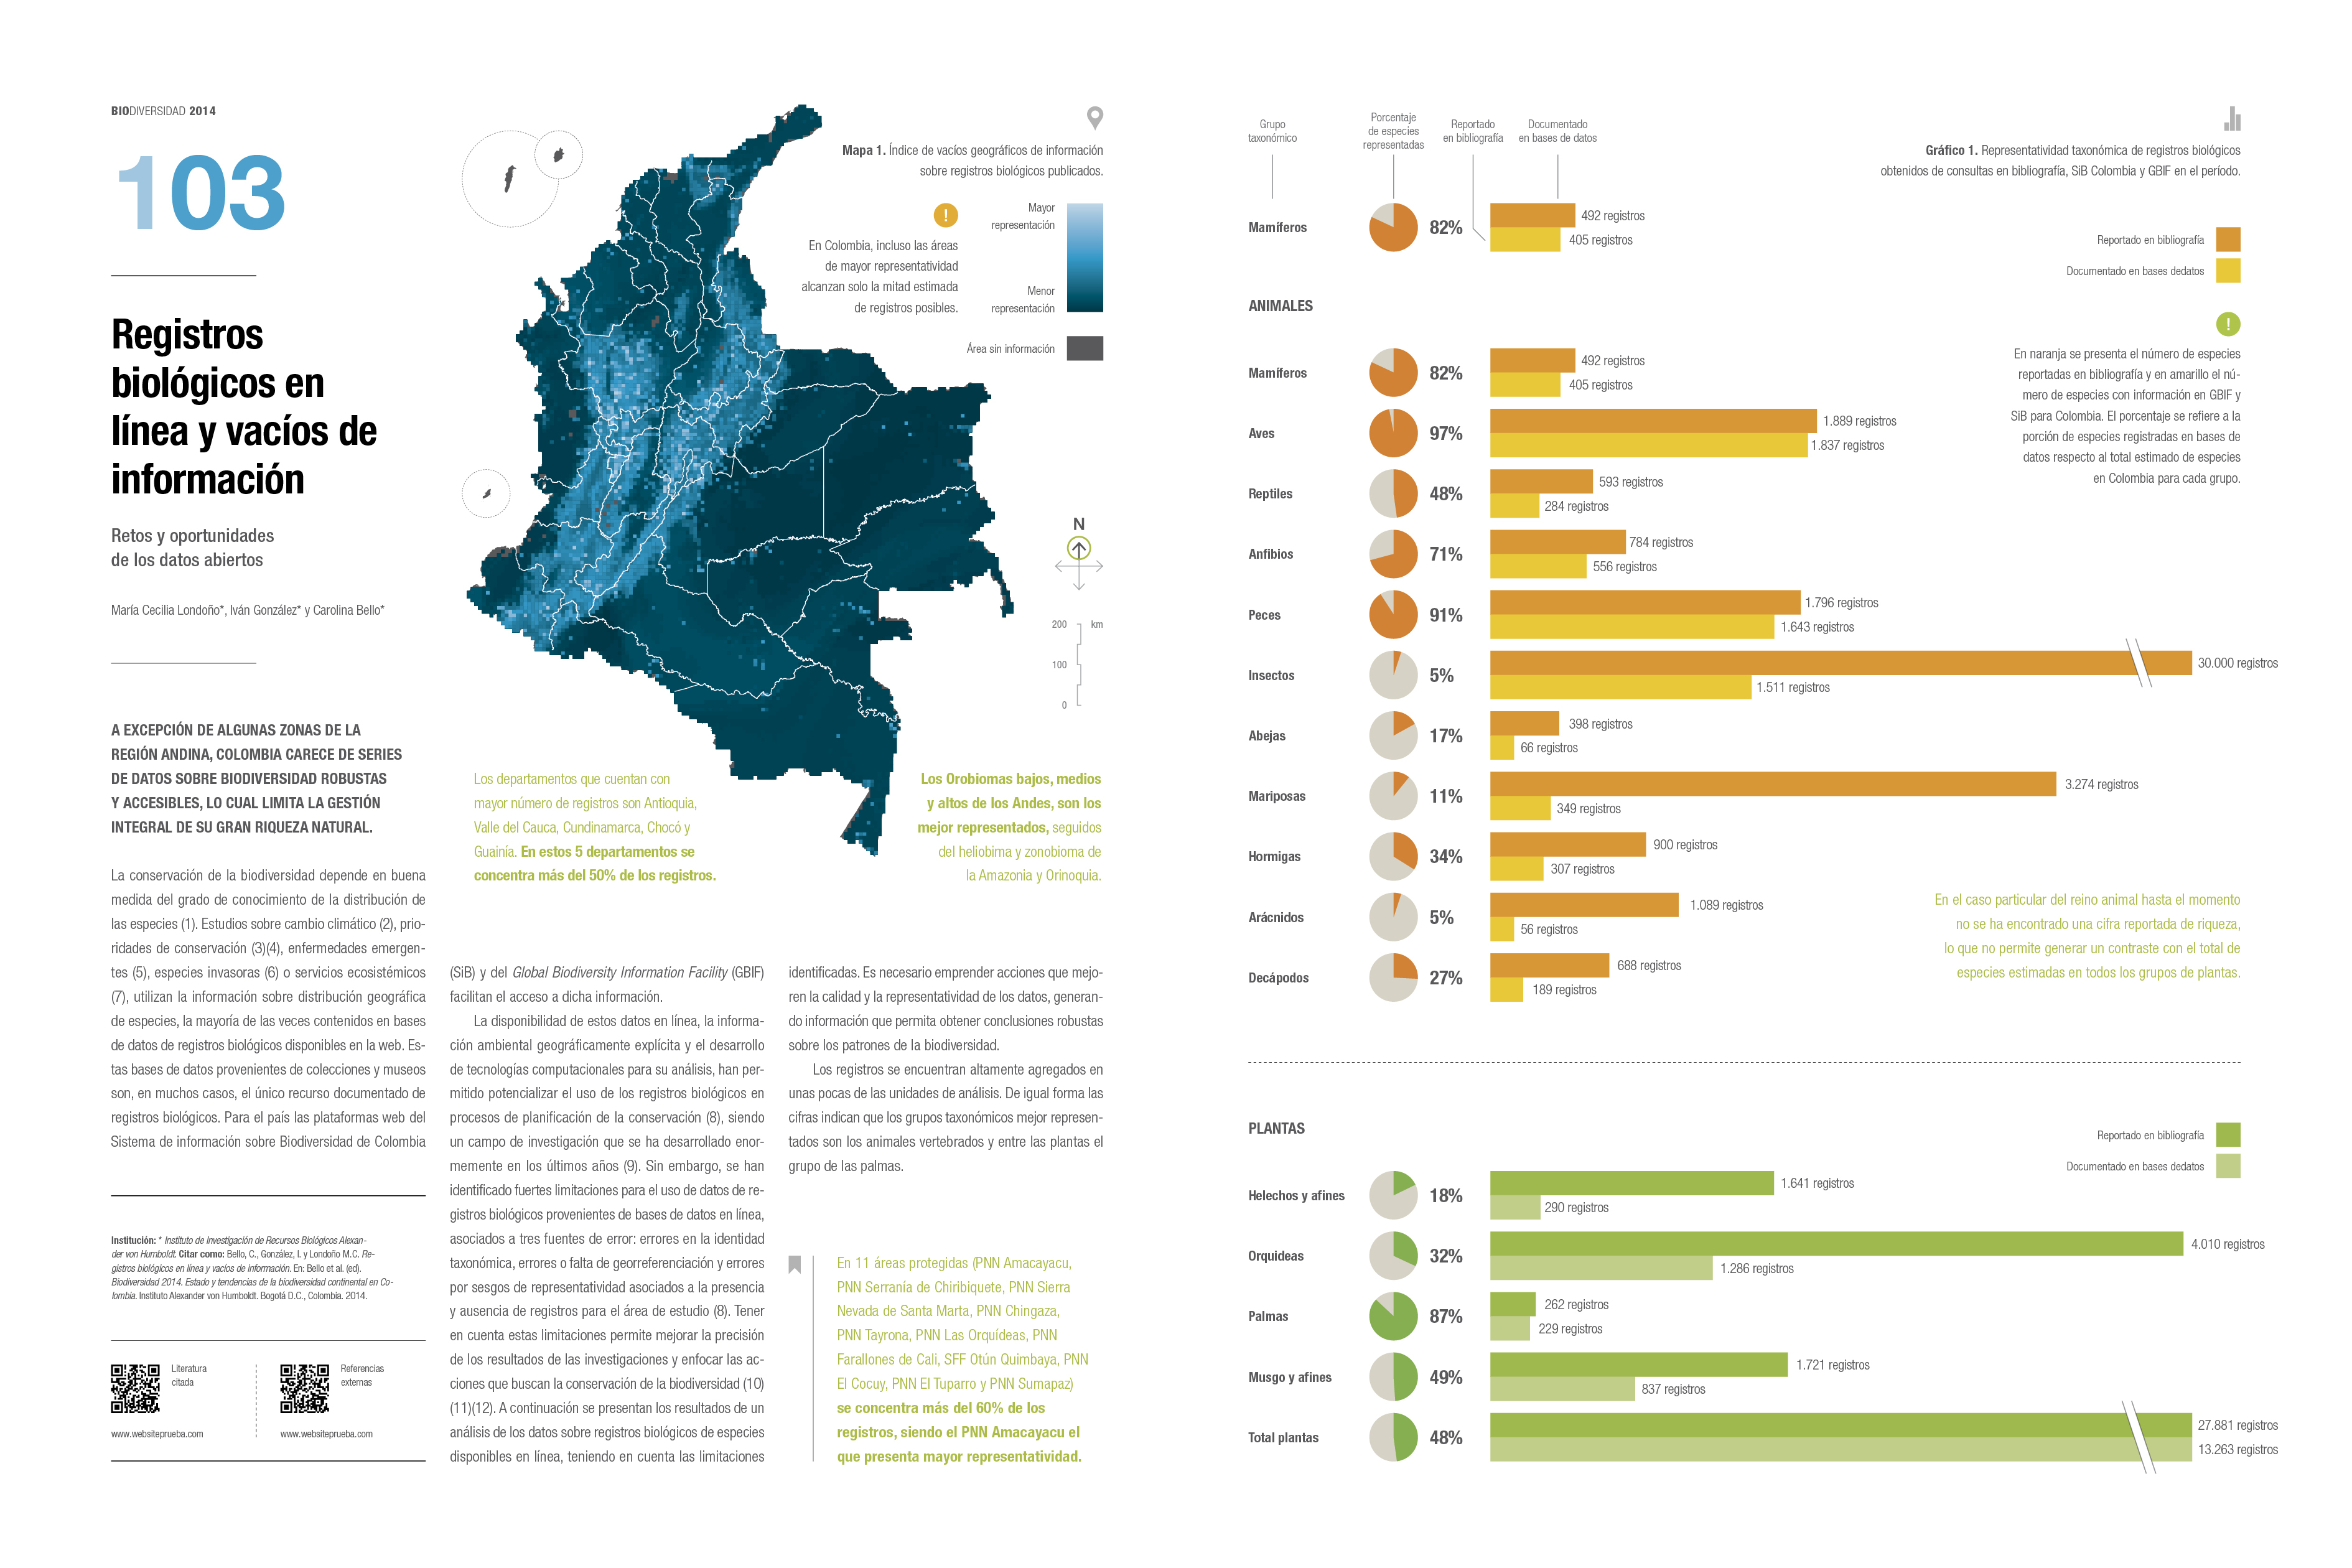 BIODIVERSIDAD 2014
103
Registros
biológicos en
línea y vacíos de
información
Retos y oportunidades
de los datos abiertos
María Cecilia Londoño*, Iván González* y Carolina Bello*
A EXCEPCIÓN DE ALGUNAS ZONAS DE LA
REGIÓN ANDINA, COLOMBIA CARECE DE SERIES
DE DATOS SOBRE BIODIVERSIDAD ROBUSTAS
Y ACCESIBLES, LO CUAL LIMITA LA GESTIÓN
INTEGRAL DE SU GRAN RIQUEZA NATURAL.
La conservación de la biodiversidad depende en buena
medida del grado de conocimiento de la distribución de
las especies (1). Estudios sobre cambio climático (2), prio-
ridades de conservación (3)(4), enfermedades emergen-
tes (5), especies invasoras (6) o servicios ecosistémicos
(7), utilizan la información sobre distribución geográfica
de especies, la mayoría de las veces contenidos en bases
de datos de registros biológicos disponibles en la web. Es-
tas bases de datos provenientes de colecciones y museos
son, en muchos casos, el único recurso documentado de
registros biológicos. Para el país las plataformas web del
Sistema de información sobre Biodiversidad de Colombia
Institución: * Instituto de Investigación de Recursos Biológicos Alexan-
der von Humboldt. Citar como: Bello, C., González, I. y Londoño M.C. Re-
gistros biológicos en línea y vacíos de información. En: Bello et al. (ed).
Biodiversidad 2014. Estado y tendencias de la biodiversidad continental en Co-
lombia. Instituto Alexander von Humboldt. Bogotá D.C., Colombia. 2014.
Literatura
citada
www.websiteprueba.com
Referencias
externas
www.websiteprueba.com
Mapa 1. Índice de vacíos geográficos de información
sobre registros biológicos publicados.
!
En Colombia, incluso las áreas
de mayor representatividad
alcanzan solo la mitad estimada
de registros posibles.
Mayor
representación
Menor
representación
Área sin información
N
200 km
100
0
Los departamentos que cuentan con
mayor número de registros son Antioquia,
Valle del Cauca, Cundinamarca, Chocó y
Guainía. En estos 5 departamentos se
concentra más del 50% de los registros.
Los Orobiomas bajos, medios
y altos de los Andes, son los
mejor representados, seguidos
del heliobima y zonobioma de
la Amazonia y Orinoquia.
(SiB) y del Global Biodiversity Information Facility (GBIF)
facilitan el acceso a dicha información.
La disponibilidad de estos datos en línea, la informa-
ción ambiental geográficamente explícita y el desarrollo
de tecnologías computacionales para su análisis, han per-
mitido potencializar el uso de los registros biológicos en
procesos de planificación de la conservación (8), siendo
un campo de investigación que se ha desarrollado enor-
memente en los últimos años (9). Sin embargo, se han
identificado fuertes limitaciones para el uso de datos de re-
gistros biológicos provenientes de bases de datos en línea,
asociados a tres fuentes de error: errores en la identidad
taxonómica, errores o falta de georreferenciación y errores
por sesgos de representatividad asociados a la presencia
y ausencia de registros para el área de estudio (8). Tener
en cuenta estas limitaciones permite mejorar la precisión
de los resultados de las investigaciones y enfocar las ac-
ciones que buscan la conservación de la biodiversidad (10)
(11)(12). A continuación se presentan los resultados de un
análisis de los datos sobre registros biológicos de especies
disponibles en línea, teniendo en cuenta las limitaciones
identificadas. Es necesario emprender acciones que mejo-
ren la calidad y la representatividad de los datos, generan-
do información que permita obtener conclusiones robustas
sobre los patrones de la biodiversidad.
Los registros se encuentran altamente agregados en
unas pocas de las unidades de análisis. De igual forma las
cifras indican que los grupos taxonómicos mejor represen-
tados son los animales vertebrados y entre las plantas el
grupo de las palmas.
En 11 áreas protegidas (PNN Amacayacu,
PNN Serranía de Chiribiquete, PNN Sierra
Nevada de Santa Marta, PNN Chingaza,
PNN Tayrona, PNN Las Orquídeas, PNN
Farallones de Cali, SFF Otún Quimbaya, PNN
El Cocuy, PNN El Tuparro y PNN Sumapaz)
se concentra más del 60% de los
registros, siendo el PNN Amacayacu el
que presenta mayor representatividad.
Grupo
taxonómico
Porcentaje
de especies
representadas
Reportado
en bibliografía
Documentado
en bases de datos
Gráfico 1. Representatividad taxonómica de registros biológicos
obtenidos de consultas en bibliografía, SiB Colombia y GBIF en el período.
Mamíferos 82% 492 registros
405 registros
Reportado en bibliografía
Documentado en bases dedatos
!
En naranja se presenta el número de especies
reportadas en bibliografía y en amarillo el nú-
mero de especies con información en GBIF y
SiB para Colombia. El porcentaje se refiere a la
porción de especies registradas en bases de
datos respecto al total estimado de especies
en Colombia para cada grupo.
ANIMALES
Mamíferos 82% 492 registros
405 registros
Aves 97% 1.889 registros
1.837 registros
Reptiles 48% 593 registros
284 registros
Anfibios 71% 784 registros
556 registros
Peces 91% 1.796 registros
1.643 registros
Insectos 5% 30.000 registros
1.511 registros
Abejas 17% 398 registros
66 registros
Mariposas 11% 3.274 registros
349 registros
Hormigas 34% 900 registros
307 registros
Arácnidos 5% 1.089 registros
56 registros
Decápodos 27% 688 registros
189 registros
En el caso particular del reino animal hasta el momento
no se ha encontrado una cifra reportada de riqueza,
lo que no permite generar un contraste con el total de
especies estimadas en todos los grupos de plantas.
PLANTAS
Reportado en bibliografía
Documentado en bases dedatos
Helechos y afines 18% 1.641 registros
290 registros
Orquideas 32% 4.010 registros
1.286 registros
Palmas 87% 262 registros
229 registros
Musgo y afines 49% 1.721 registros
837 registros
Total plantas 48% 27.881 registros
13.263 registros